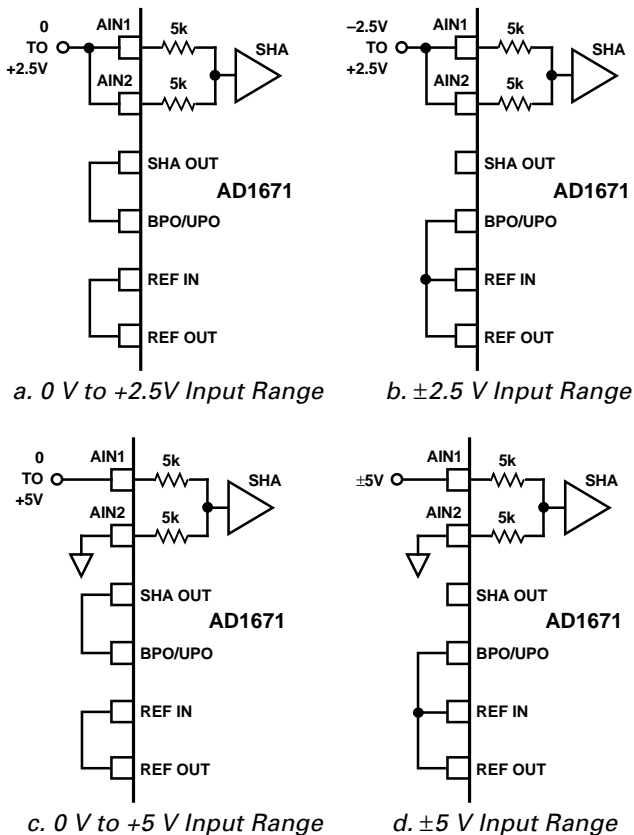 0
TO
+2.5V
AIN1
5k
SHA
AIN2
5k
SHA OUT
AD1671
BPO/UPO
REF IN
REF OUT
a. 0 V to +2.5V Input Range
–2.5V
TO
+2.5V
AIN1
5k
SHA
AIN2
5k
SHA OUT
AD1671
BPO/UPO
REF IN
REF OUT
b. ±2.5 V Input Range
0
TO
+5V
AIN1
5k
SHA
AIN2
5k
SHA OUT
AD1671
BPO/UPO
REF IN
REF OUT
c. 0 V to +5 V Input Range
±5V
AIN1
5k
SHA
AIN2
5k
SHA OUT
AD1671
BPO/UPO
REF IN
REF OUT
d. ±5 V Input Range